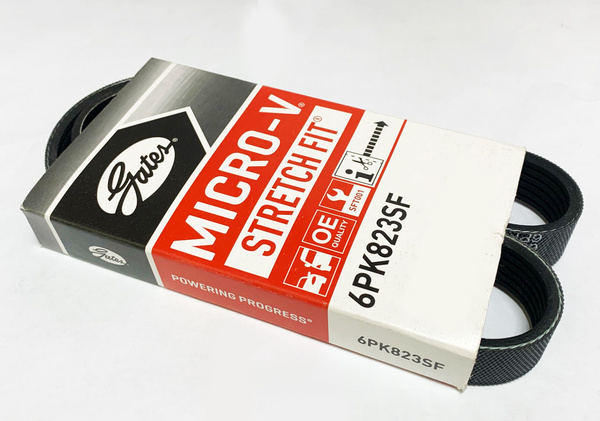 Gates
MICRO-V®
STRETCH FIT®
OE
QUALITY
SFT001
i
6PK823SF
Gates
POWERING PROGRESS®
6PK823SF